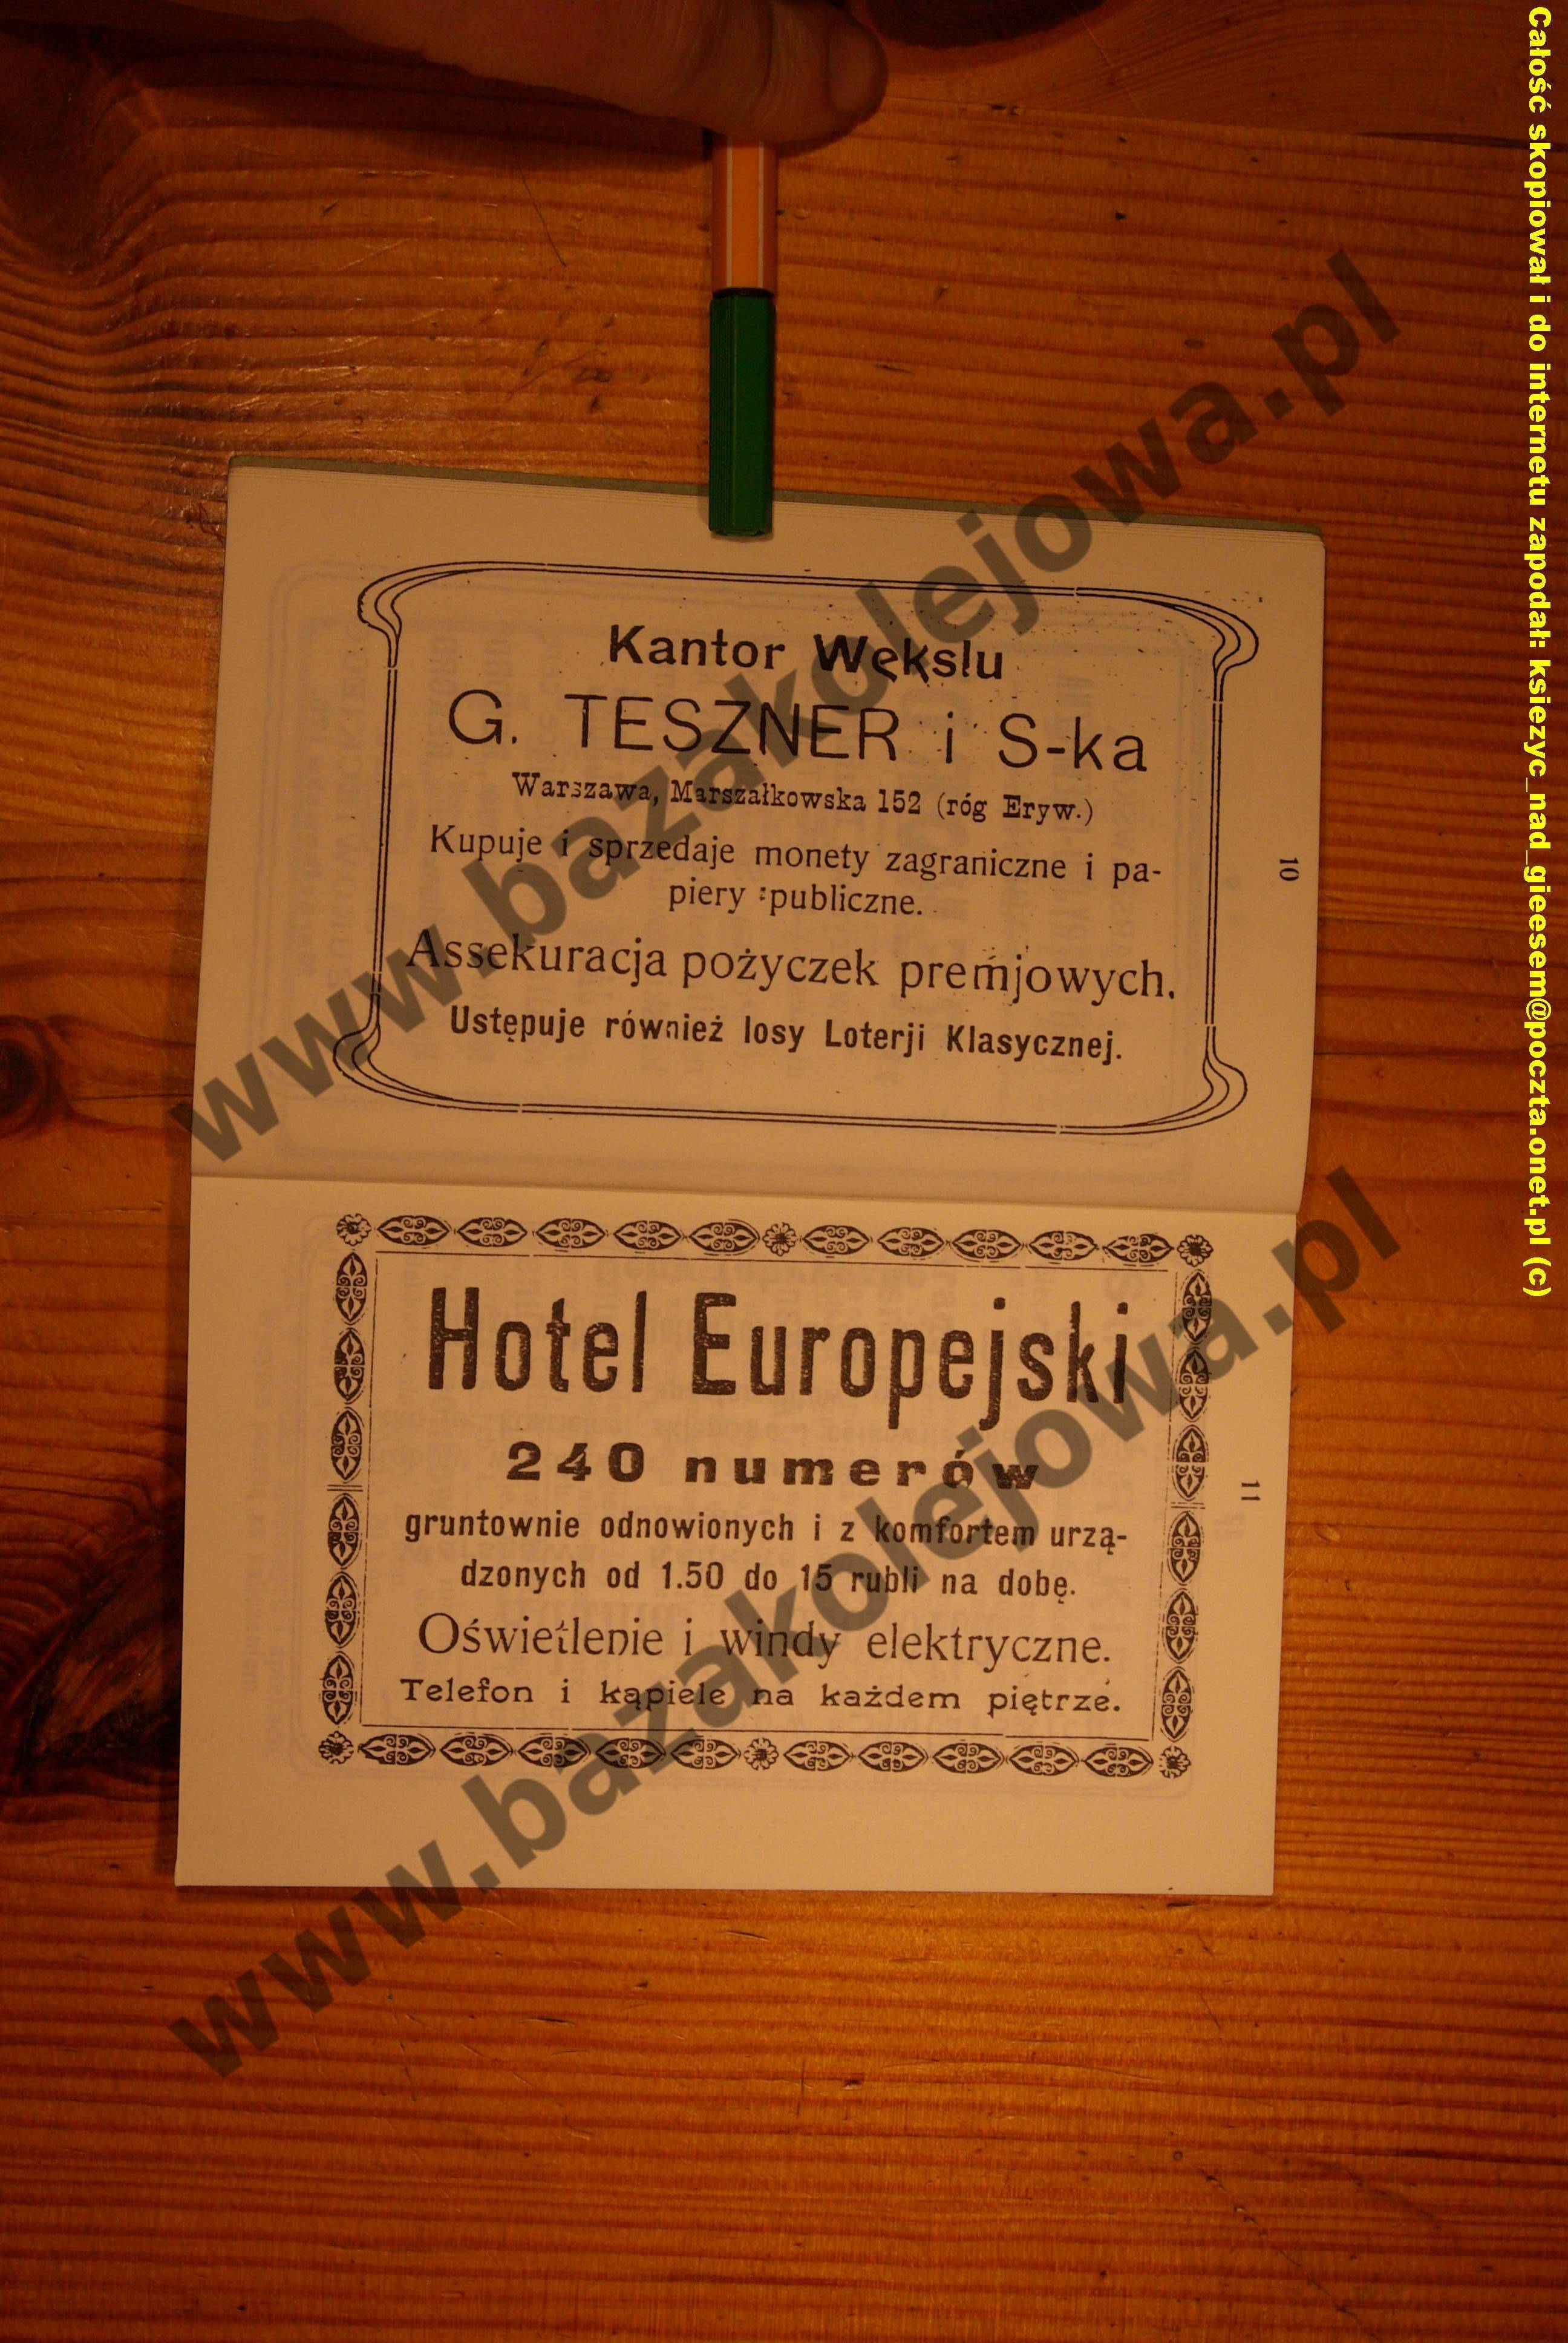 Kantor Wekslu
G. TESZNER i S-ka
Warszawa, Marszałkowska 152 (róg Eryw.)
Kupuje i sprzedaje monety zagraniczne i pa-
piery publiczne.
Assekuracja pożyczek premjowych.
Ustępuje również losy Loterji Klasycznej.
10
Hotel Europejski
240 numerów
gruntownie odnowionych i z komfortem urzą-
dzonych od 1.50 do 15 rubli na dobę.
Oświetlenie i windy elektryczne.
Telefon i kąpiele na każdem piętrze.
11
www.bazakolejowa.pl
www.bazakolejowa.pl
Całość skopiował i do internetu zapodał: ksiezyc_nad_gieesem@poczta.onet.pl (c)